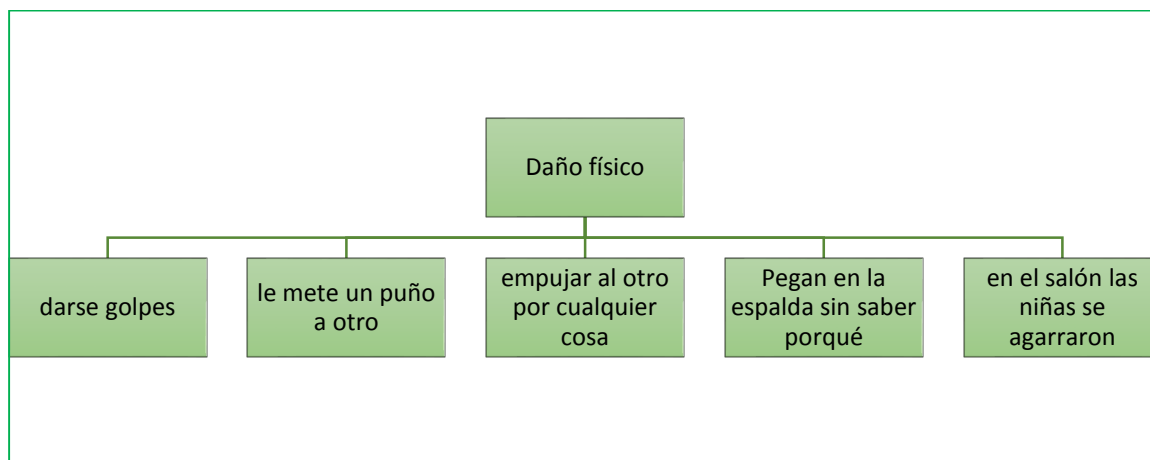 Daño físico
darse golpes
le mete un puño
a otro
empujar al otro
por cualquier
cosa
Pegan en la
espalda sin saber
porqué
en el salón las
niñas se
agarraron